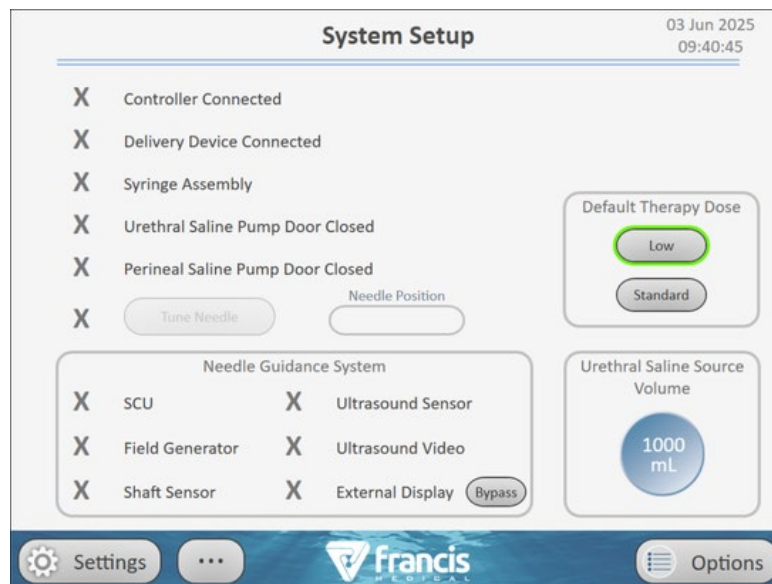 System Setup
03 Jun 2025
09:40:45
X Controller Connected
X Delivery Device Connected
X Syringe Assembly
X Urethral Saline Pump Door Closed
X Perineal Saline Pump Door Closed
Needle Position
X Tune Needle
Default Therapy Dose
Low
Standard
Needle Guidance System
X SCU X Ultrasound Sensor
X Field Generator X Ultrasound Video
X Shaft Sensor X External Display Bypass
Urethral Saline Source
Volume
1000
mL
Settings ... francis Options
MEDICAL